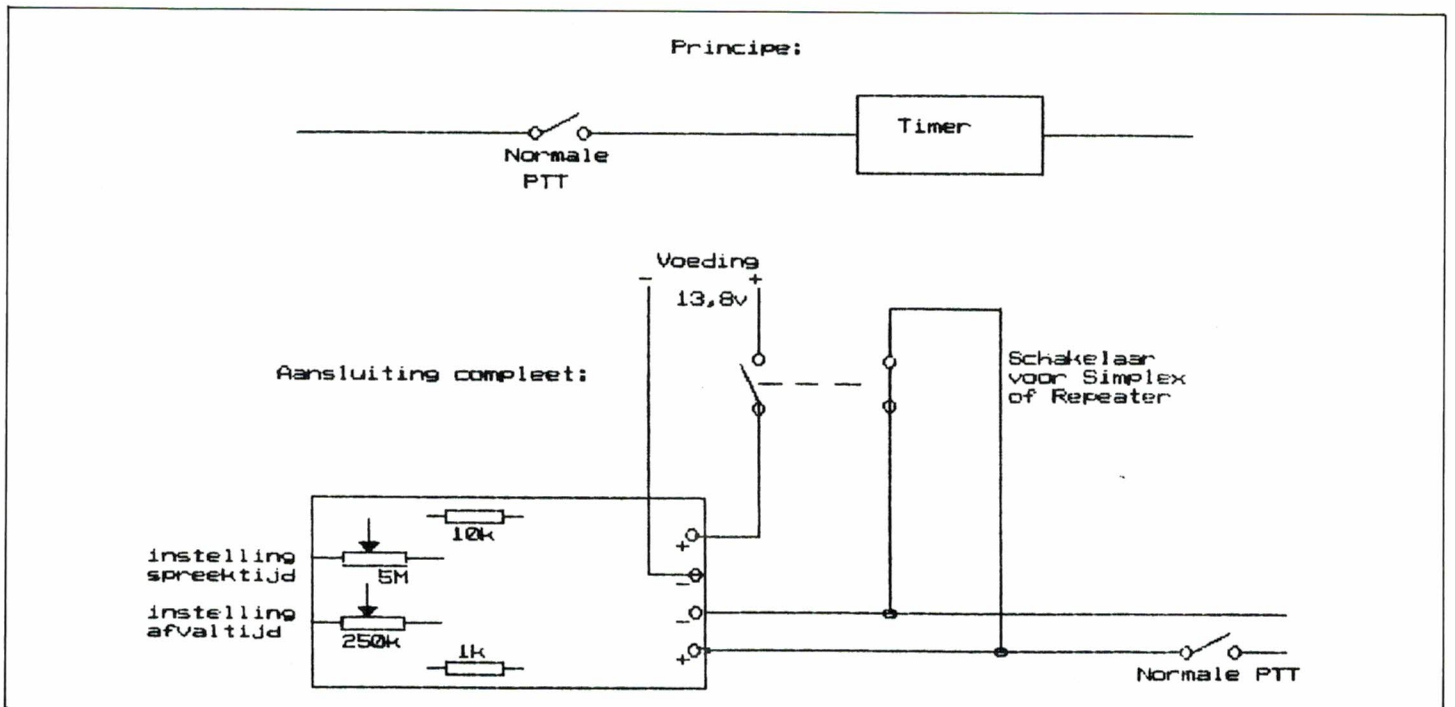 Principe:
Timer
Normale
PTT
Voeding
- +
13,8v
Aansluiting compleet:
Schakelaar
voor Simplex
of Repeater
10k
+
instelling
spreektijd
5M
-
instelling
afvaltijd
-
250k
1k
+
Normale PTT